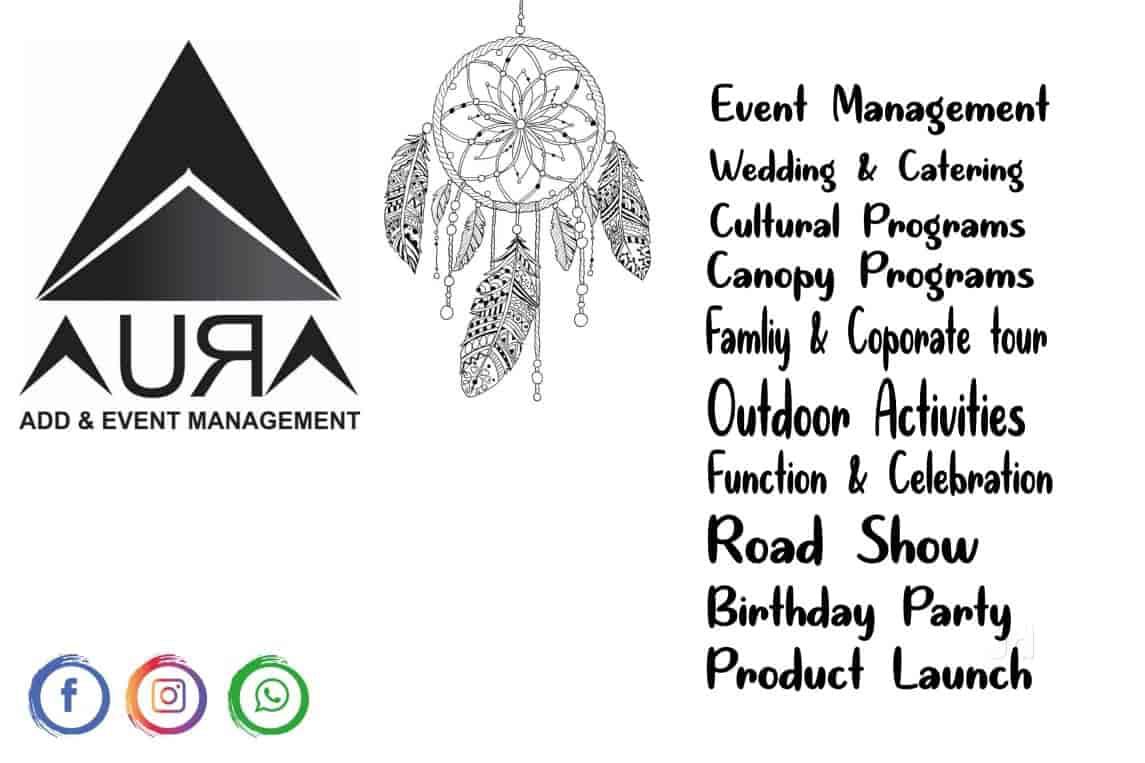 AURA
ADD & EVENT MANAGEMENT
Event Management
Wedding & Catering
Cultural Programs
Canopy Programs
Famliy & Coporate tour
Outdoor Activities
Function & Celebration
Road Show
Birthday Party
Product Launch